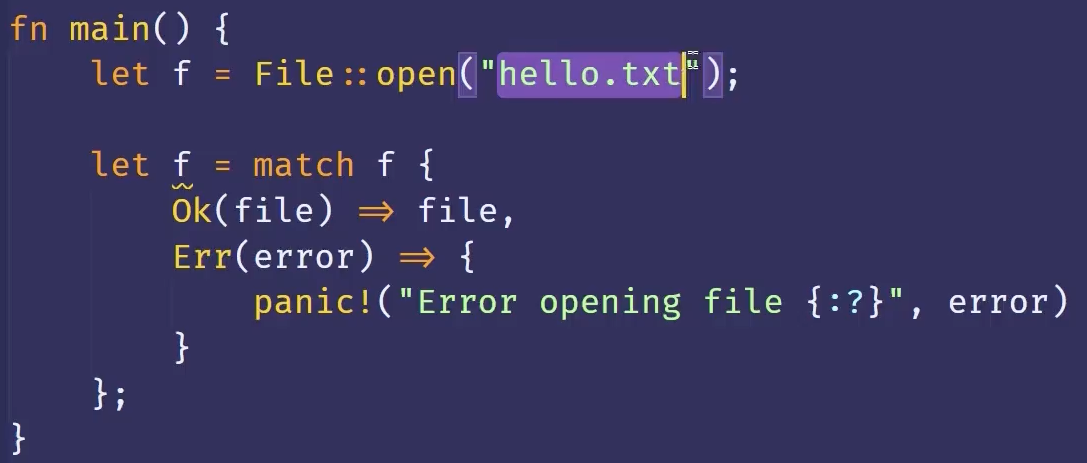 fn main() {
    let f = File::open("hello.txt");
    let f = match f {
        Ok(file) => file,
        Err(error) => {
            panic!("Error opening file {:?}", error)
        }
    };
}